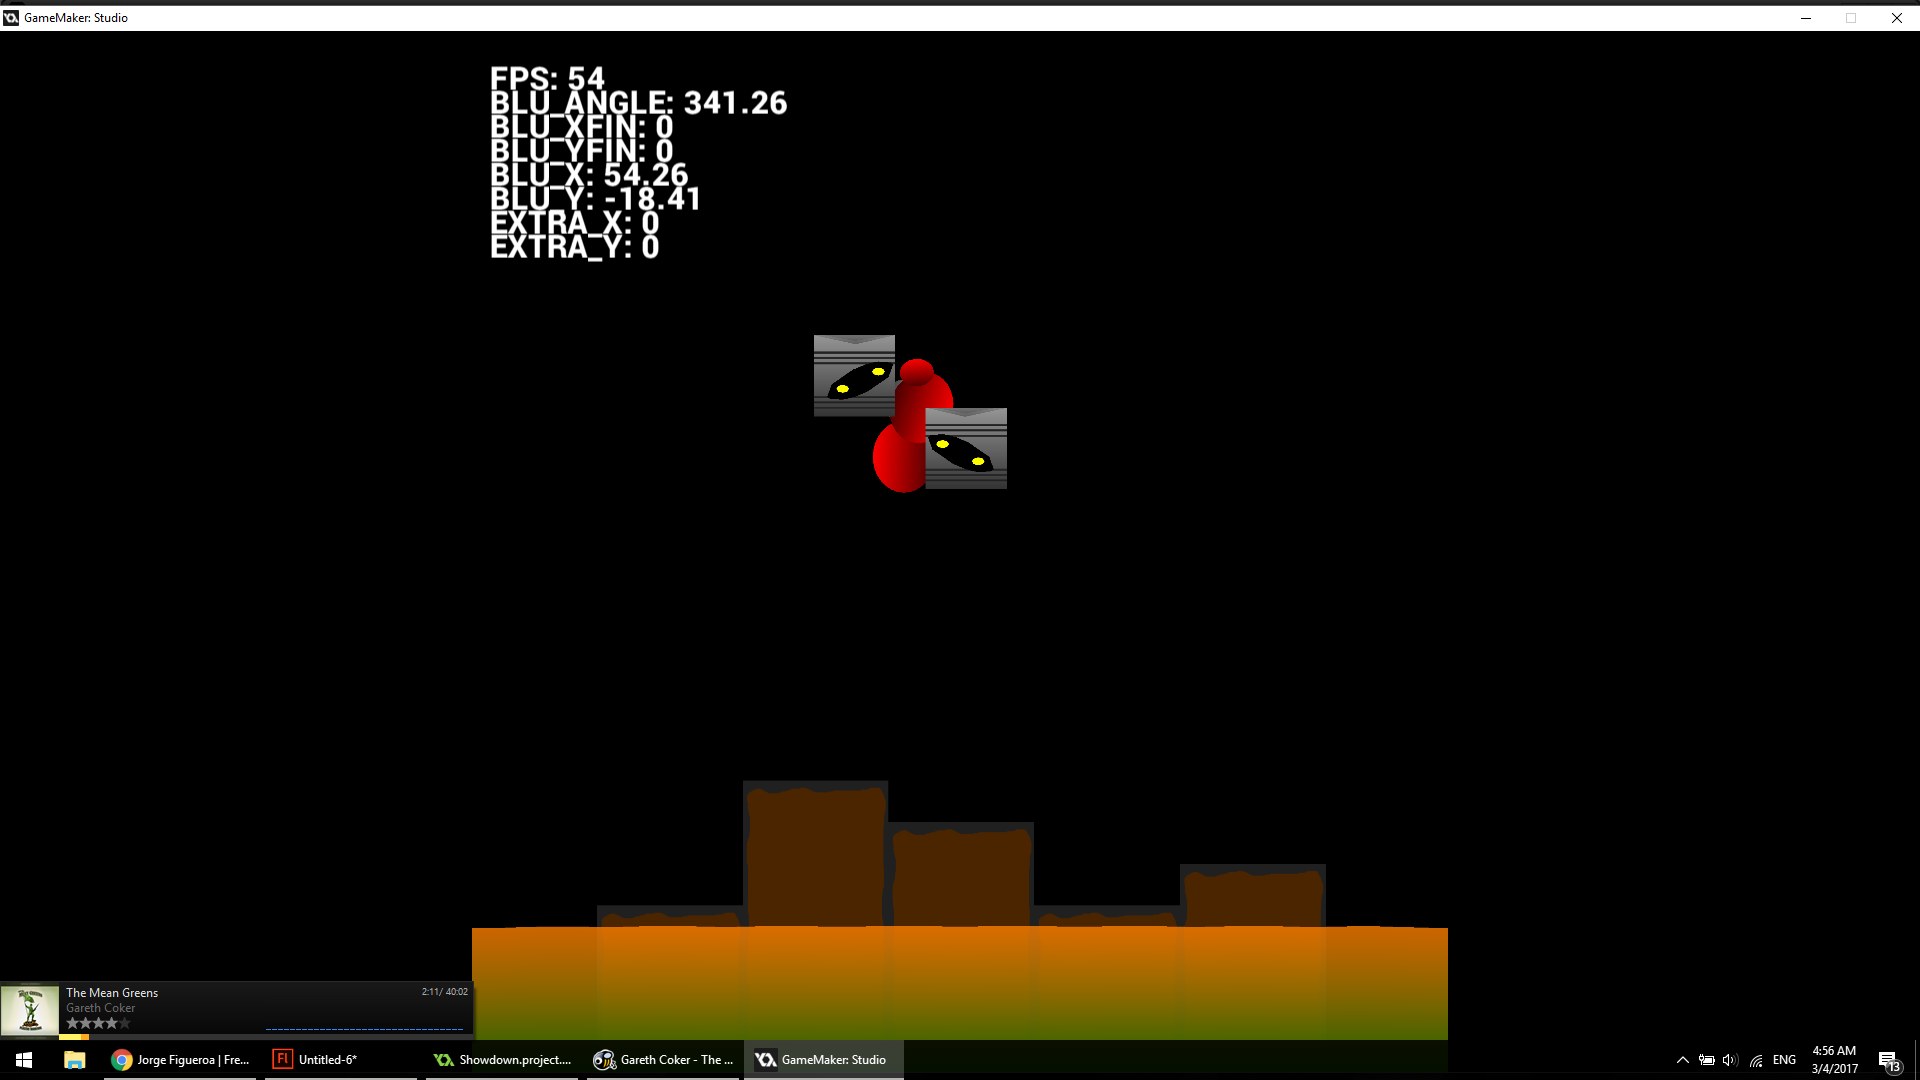 GameMaker: Studio
FPS: 54
BLU_ANGLE: 341.26
BLU_XFIN: 0
BLU_YFIN: 0
BLU_X: 54.26
BLU_Y: -18.41
EXTRA_X: 0
EXTRA_Y: 0
The Mean Greens
2:11/ 40:02
Gareth Coker
Jorge Figueroa | Fre...
Untitled-6*
Showdown.project....
Gareth Coker - The ...
GameMaker: Studio
ENG
4:56 AM
3/4/2017
13